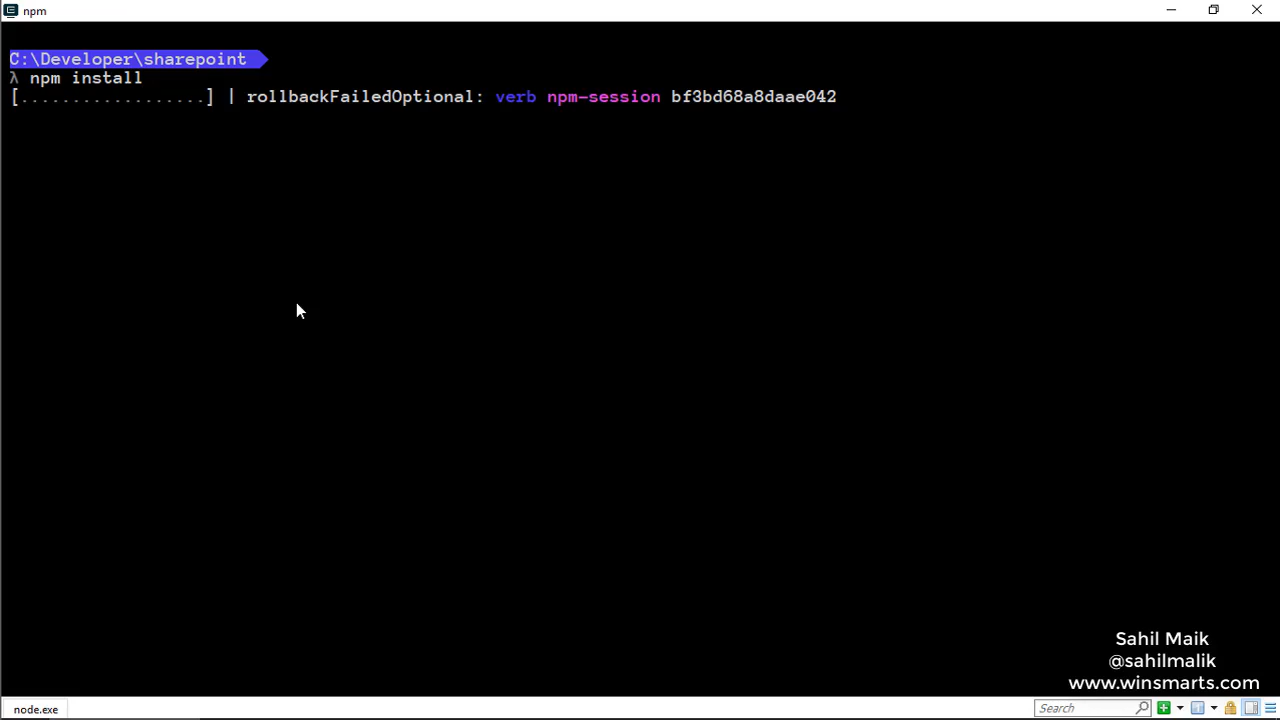 npm
C:\Developer\sharepoint
λ npm install
[..................] | rollbackFailedOptional: verb npm-session bf3bd68a8daae042
Sahil Maik
@sahilmalik
www.winsmarts.com
node.exe
Search